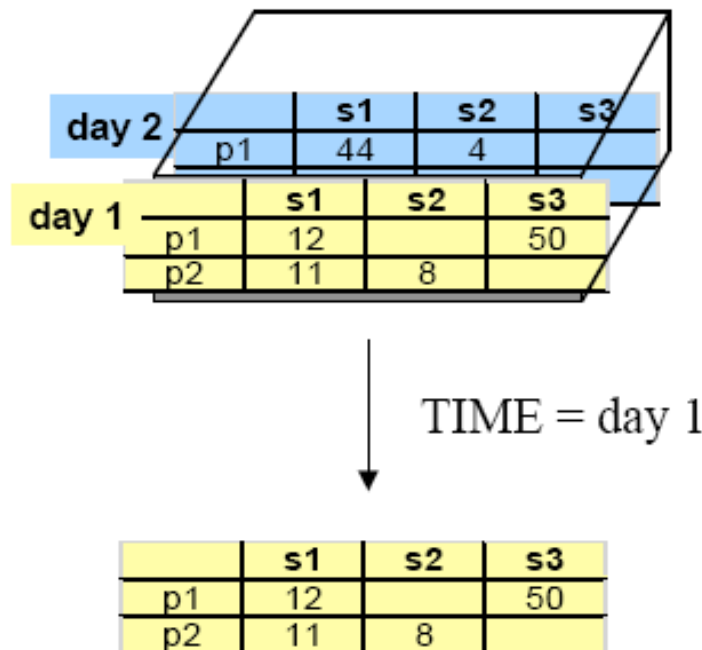 day 2 s1 s2 s3
p1 44 4
day 1 s1 s2 s3
p1 12 50
p2 11 8
TIME = day 1
s1 s2 s3
p1 12 50
p2 11 8